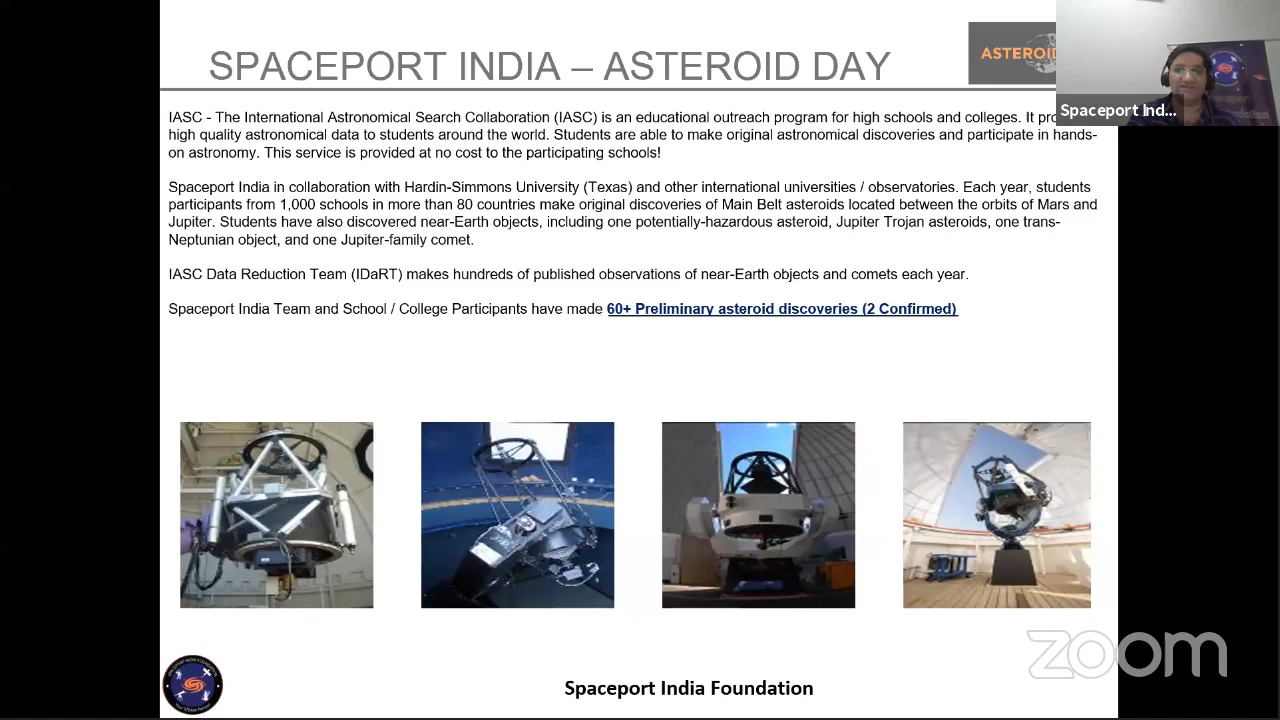 SPACEPORT INDIA – ASTEROID DAY
ASTEROID
Spaceport Ind...
IASC - The International Astronomical Search Collaboration (IASC) is an educational outreach program for high schools and colleges. It
high quality astronomical data to students around the world. Students are able to make original astronomical discoveries and participate in hands-
on astronomy. This service is provided at no cost to the participating schools!
Spaceport India in collaboration with Hardin-Simmons University (Texas) and other international universities / observatories. Each year, students
participants from 1,000 schools in more than 80 countries make original discoveries of Main Belt asteroids located between the orbits of Mars and
Jupiter. Students have also discovered near-Earth objects, including one potentially-hazardous asteroid, Jupiter Trojan asteroids, one trans-
Neptunian object, and one Jupiter-family comet.
IASC Data Reduction Team (IDaRT) makes hundreds of published observations of near-Earth objects and comets each year.
Spaceport India Team and School / College Participants have made 60+ Preliminary asteroid discoveries (2 Confirmed)
zoom
SPACEPORT INDIA FOUNDATION
Spaceport India Foundation